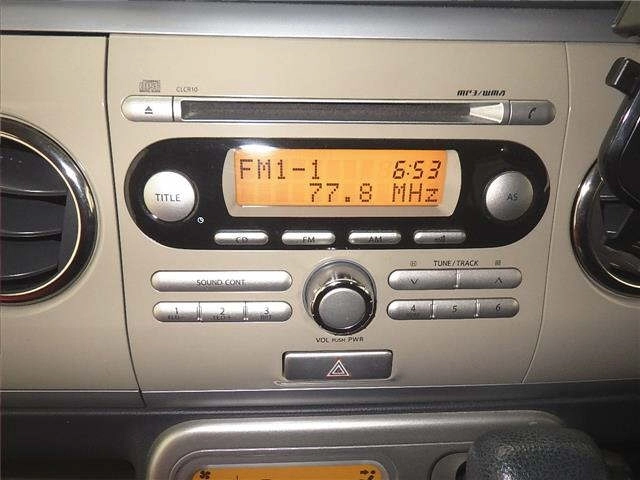 CLCR10
MP3/WMA
FM1-1 6:53
77.8 MHz
TITLE
AS
CD FM AM
SOUND CONT.
TUNE/TRACK
1 2 3
4 5 6
VOL PUSH PWR